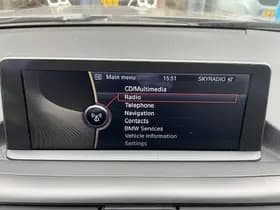 Main menu 15:51 SKYRADIO
CD/Multimedia
Radio
Telephone
Navigation
Contacts
BMW Services
Vehicle information
Settings